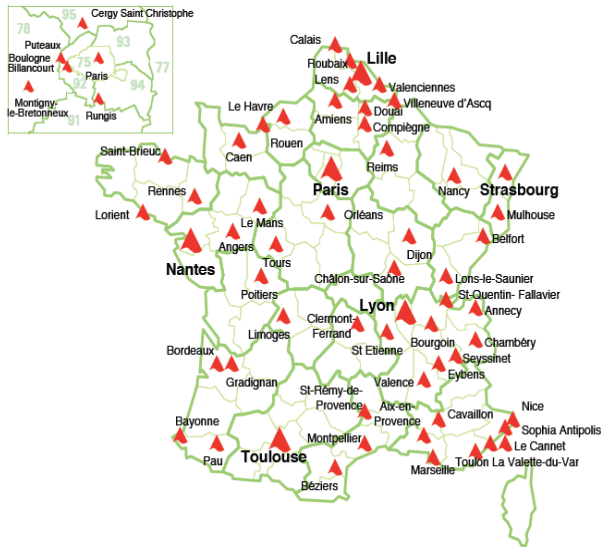 95
Cergy Saint Christophe
78
93
Puteaux
77
Boulogne
Billancourt
75
Paris
92
94
Montigny-
le-Bretonneux
Rungis
91
Calais
Lille
Roubaix
Lens
Valenciennes
Villeneuve d'Ascq
Le Havre
Amiens
Douai
Compiègne
Rouen
Caen
Reims
Saint-Brieuc
Paris
Nancy
Strasbourg
Rennes
Lorient
Le Mans
Orléans
Mulhouse
Angers
Belfort
Nantes
Tours
Dijon
Châlon-sur-Saône
Lons-le-Saunier
Poitiers
St-Quentin- Fallavier
Lyon
Annecy
Clermont-
Ferrand
Limoges
St Etienne
Bourgoin
Chambéry
Bordeaux
Seyssinet
Eybens
Gradignan
Valence
St-Rémy-de-
Provence
Aix-en-
Provence
Cavaillon
Nice
Bayonne
Sophia Antipolis
Montpellier
Le Cannet
Pau
Toulouse
Marseille
Toulon La Valette-du-Var
Béziers